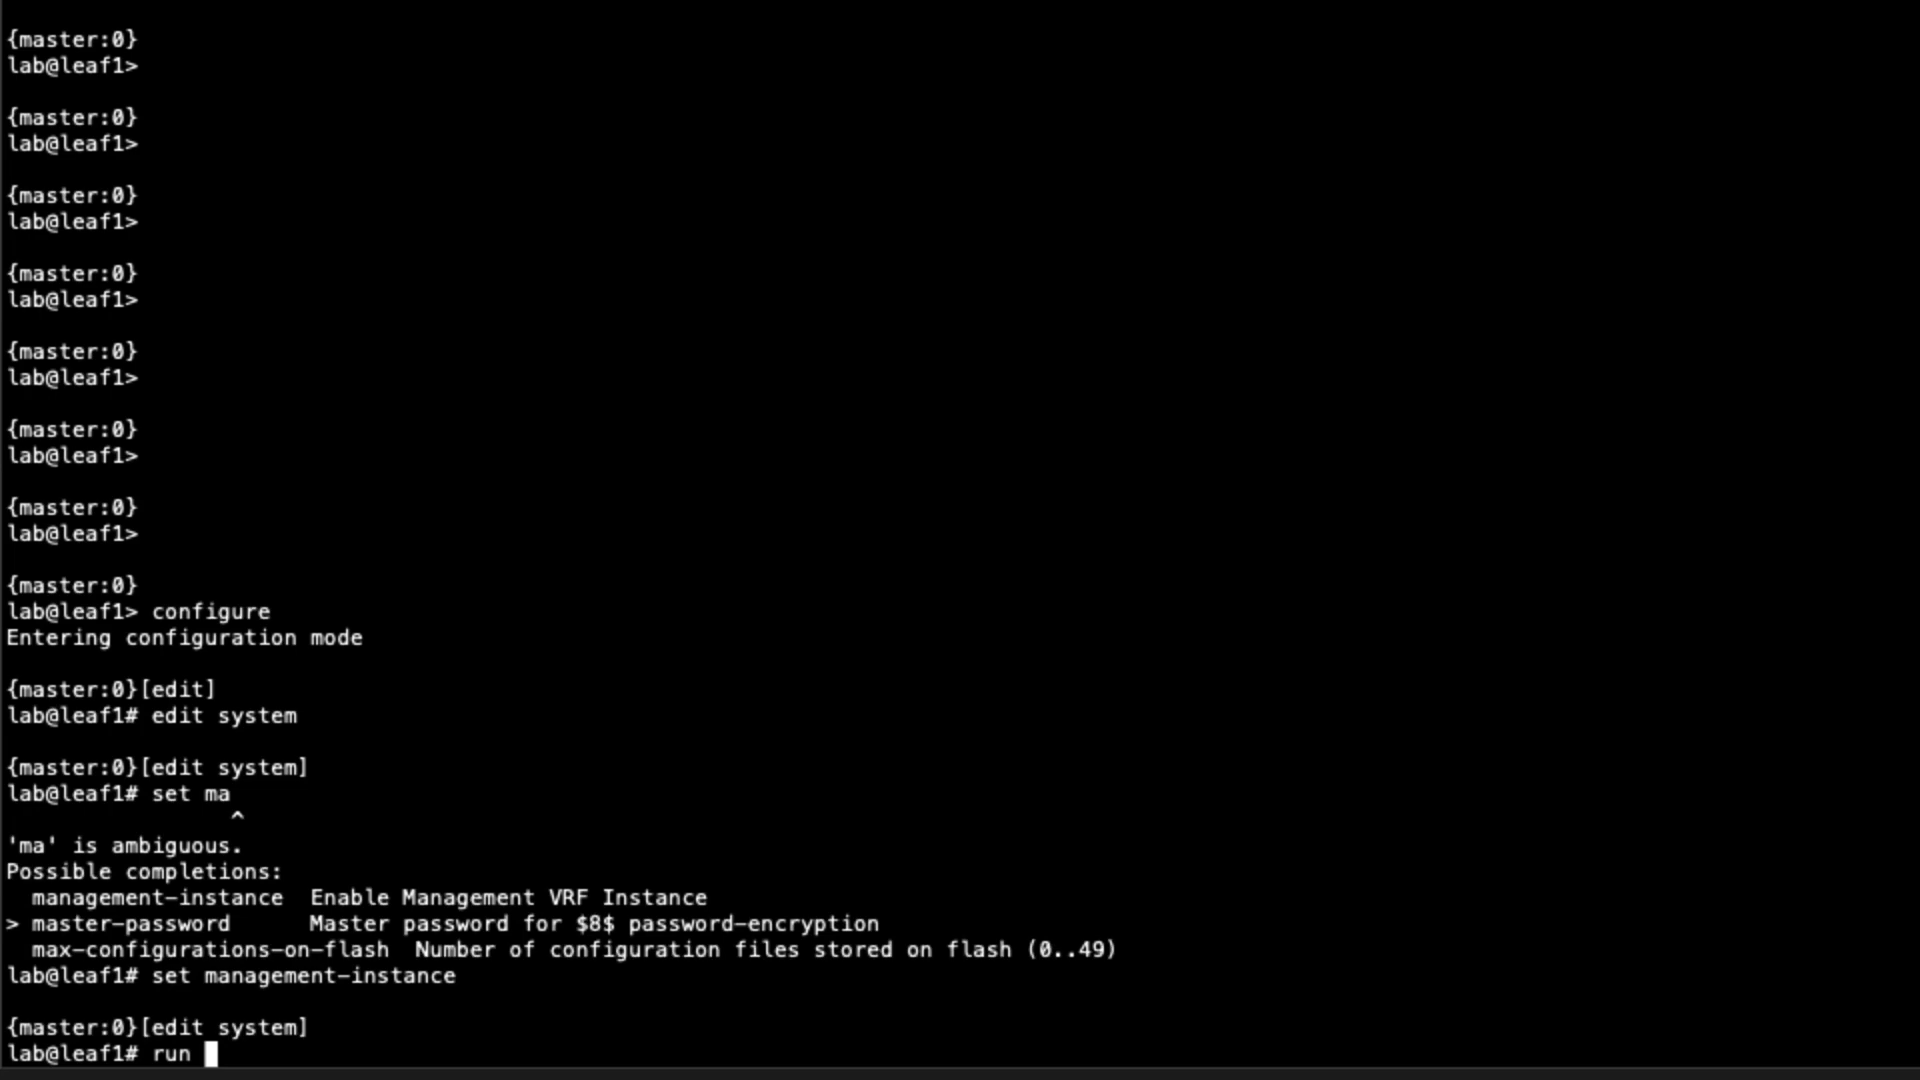 {master:0}
lab@leaf1>
{master:0}
lab@leaf1>
{master:0}
lab@leaf1>
{master:0}
lab@leaf1>
{master:0}
lab@leaf1>
{master:0}
lab@leaf1>
{master:0}
lab@leaf1>
{master:0}
lab@leaf1> configure
Entering configuration mode
{master:0}[edit]
lab@leaf1# edit system
{master:0}[edit system]
lab@leaf1# set ma
^
'ma' is ambiguous.
Possible completions:
management-instance  Enable Management VRF Instance
> master-password      Master password for $8$ password-encryption
max-configurations-on-flash  Number of configuration files stored on flash (0..49)
lab@leaf1# set management-instance
{master:0}[edit system]
lab@leaf1# run